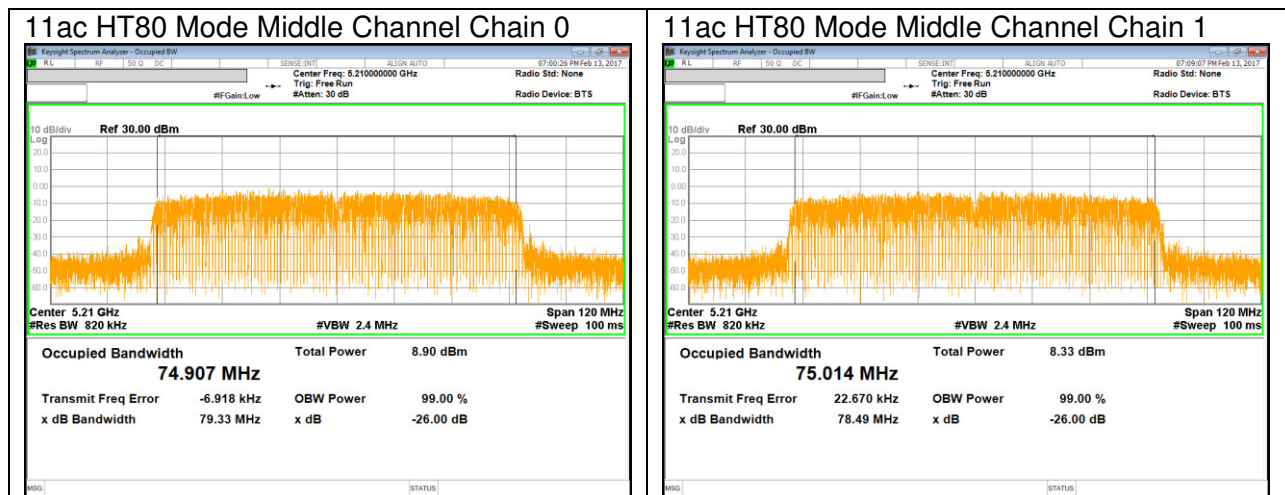 11ac HT80 Mode Middle Channel Chain 0
Keysight Spectrum Analyzer - Occupied BW
RL RF 50 Ω DC SENSE:INT ALIGN AUTO 07:00:26 PM Feb 13, 2017
Center Freq: 5.210000000 GHz Radio Std: None
Trig: Free Run
#IFGain:Low #Atten: 30 dB Radio Device: BTS
10 dB/div Ref 30.00 dBm
Log
20.0
10.0
0.00
-10.0
-20.0
-30.0
-40.0
-50.0
-60.0
Center 5.21 GHz Span 120 MHz
#Res BW 820 kHz #VBW 2.4 MHz #Sweep 100 ms
Occupied Bandwidth Total Power 8.90 dBm
74.907 MHz
Transmit Freq Error -6.918 kHz OBW Power 99.00 %
x dB Bandwidth 79.33 MHz x dB -26.00 dB
MSG STATUS
11ac HT80 Mode Middle Channel Chain 1
Keysight Spectrum Analyzer - Occupied BW
RL RF 50 Ω DC SENSE:INT ALIGN AUTO 07:09:07 PM Feb 13, 2017
Center Freq: 5.210000000 GHz Radio Std: None
Trig: Free Run
#IFGain:Low #Atten: 30 dB Radio Device: BTS
10 dB/div Ref 30.00 dBm
Log
20.0
10.0
0.00
-10.0
-20.0
-30.0
-40.0
-50.0
-60.0
Center 5.21 GHz Span 120 MHz
#Res BW 820 kHz #VBW 2.4 MHz #Sweep 100 ms
Occupied Bandwidth Total Power 8.33 dBm
75.014 MHz
Transmit Freq Error 22.670 kHz OBW Power 99.00 %
x dB Bandwidth 78.49 MHz x dB -26.00 dB
MSG STATUS